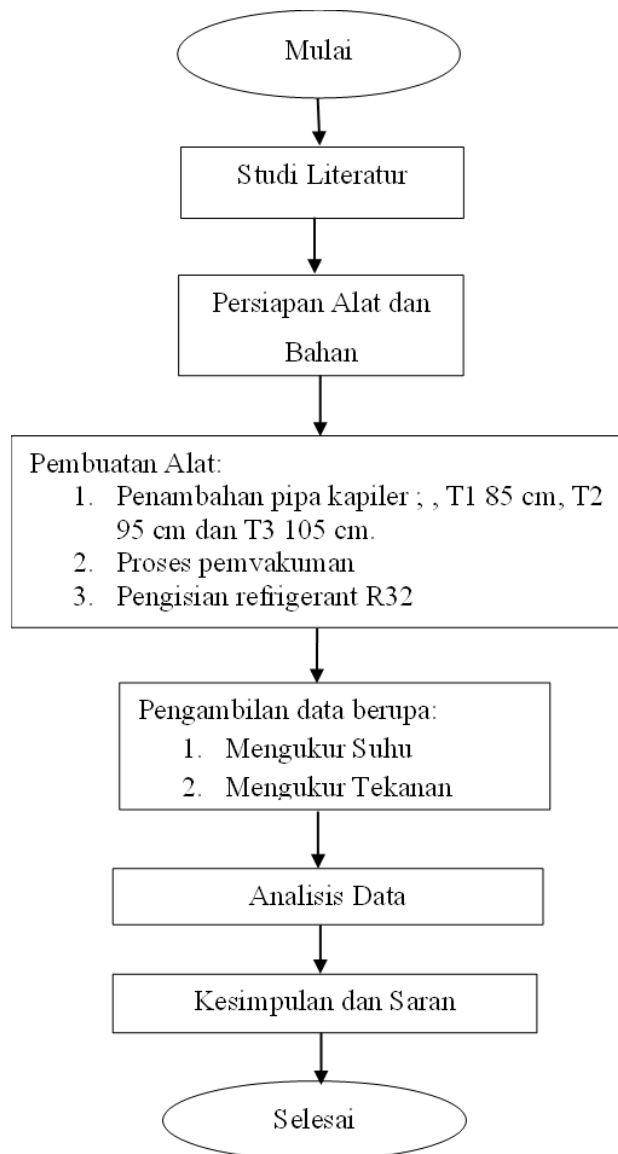 Mulai
Studi Literatur
Persiapan Alat dan
Bahan
Pembuatan Alat:
1. Penambahan pipa kapiler ; , T1 85 cm, T2
95 cm dan T3 105 cm.
2. Proses pemvakuman
3. Pengisian refrigerant R32
Pengambilan data berupa:
1. Mengukur Suhu
2. Mengukur Tekanan
Analisis Data
Kesimpulan dan Saran
Selesai